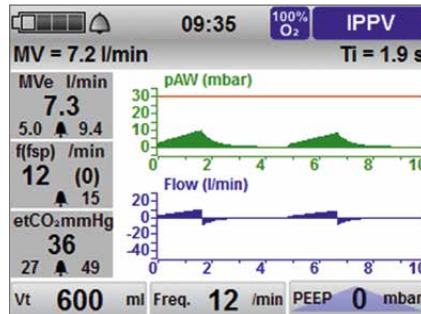 09:35 100% O₂ IPPV
MV = 7.2 l/min Ti = 1.9 s
MVe l/min
7.3
5.0 9.4
f(fsp) /min
12 (0)
15
etCO₂mmHg
36
27 49
pAW (mbar)
30
20
10
0
0 2 4 6 8 10
Flow (l/min)
20
0
-20
-40
0 2 4 6 8 10
Vt 600 ml Freq. 12 /min PEEP 0 mbar